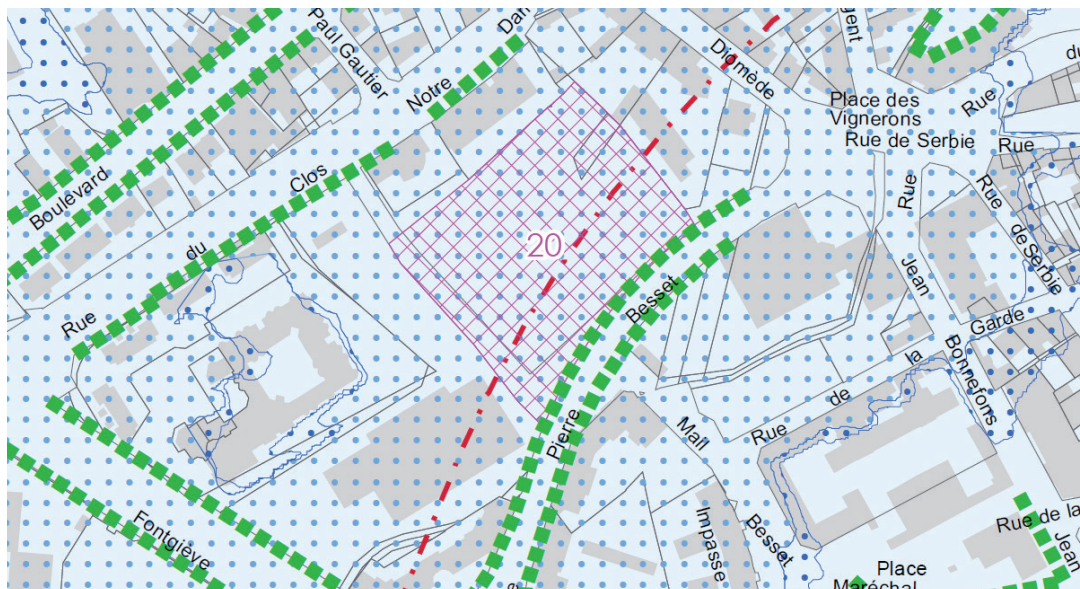 Paul Gautier
Notre
Diomède
Place des
Vignerons
Rue de Serbie
Rue
Rue
du
Boulevard
Clos
du
Rue
20
Besset
Pierre
Rue
Jean
Bonnefons
Rue
de Serbie
Garde
la
de
Rue
Mail
Besset
Impasse
Fontgiève
Rue de la
Jean
Place
Maréchal